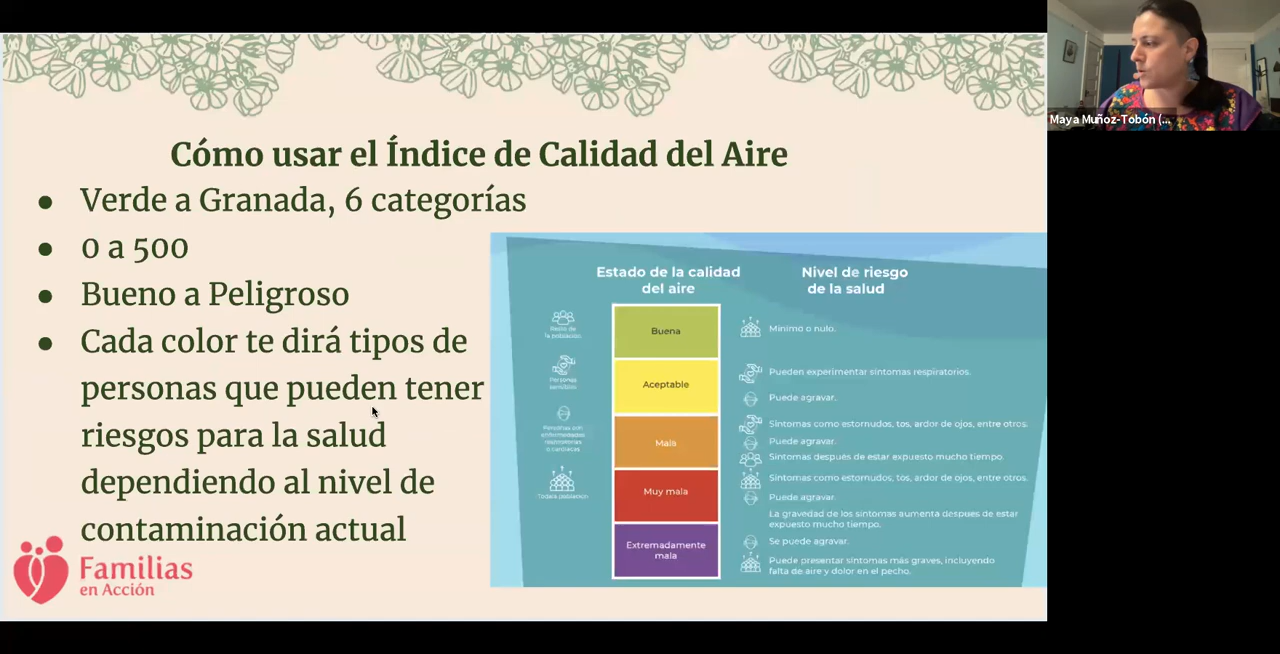 Cómo usar el Índice de Calidad del Aire
● Verde a Granada, 6 categorías
● 0 a 500
● Bueno a Peligroso
● Cada color te dirá tipos de
personas que pueden tener
riesgos para la salud
dependiendo al nivel de
contaminación actual
Familias
en Acción
Estado de la calidad
del aire
Nivel de riesgo
de la salud
Resto de
la población.
Personas
sensibles
Personas con
enfermedades
respiratorias
o cardíacas
Toda la población
Buena
Aceptable
Mala
Muy mala
Extremadamente
mala
Mínimo o nulo.
Pueden experimentar síntomas respiratorios.
Puede agravar.
Síntomas como estornudos, tos, ardor de ojos, entre otros.
Puede agravar.
Síntomas después de estar expuesto mucho tiempo.
Síntomas como estornudos, tos, ardor de ojos, entre otros.
Puede agravar.
La gravedad de los síntomas aumenta después de estar
expuesto mucho tiempo.
Se puede agravar.
Puede presentar síntomas más graves, incluyendo
falta de aire y dolor en el pecho.
Maya Muñoz-Tobón (...